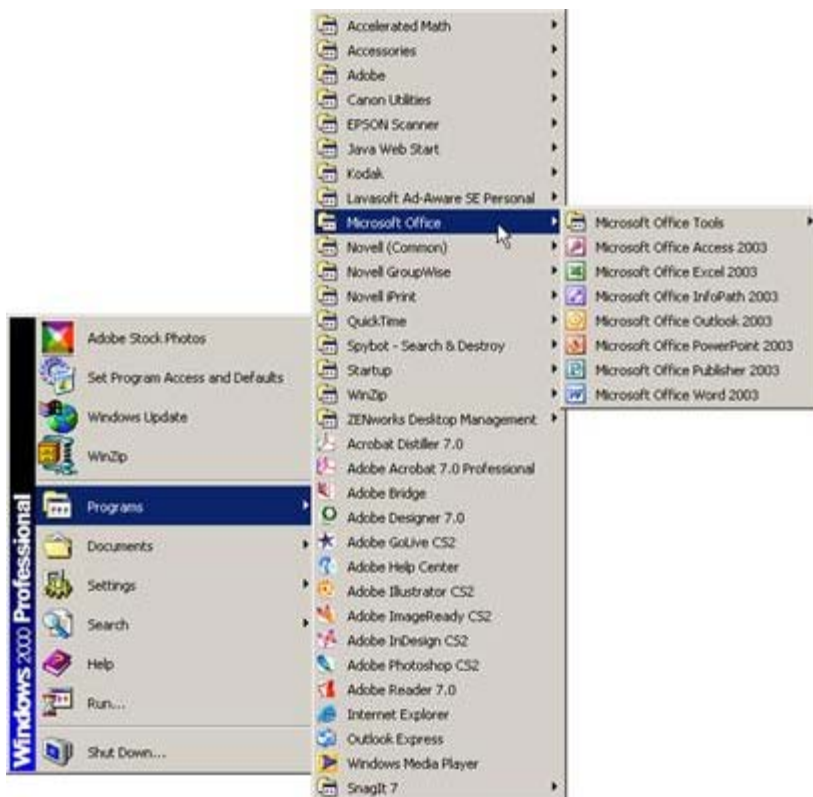 Accelerated Math
Accessories
Adobe
Canon Utilities
EPSON Scanner
Java Web Start
Kodak
Lavasoft Ad-Aware SE Personal
Microsoft Office
Novell (Common)
Novell GroupWise
Novell iPrint
QuickTime
Spybot - Search & Destroy
Startup
WinZip
ZENworks Desktop Management
Acrobat Distiller 7.0
Adobe Acrobat 7.0 Professional
Adobe Bridge
Adobe Designer 7.0
Adobe GoLive CS2
Adobe Help Center
Adobe Illustrator CS2
Adobe ImageReady CS2
Adobe InDesign CS2
Adobe Photoshop CS2
Adobe Reader 7.0
Internet Explorer
Outlook Express
Windows Media Player
SnagIt 7
Microsoft Office Tools
Microsoft Office Access 2003
Microsoft Office Excel 2003
Microsoft Office InfoPath 2003
Microsoft Office Outlook 2003
Microsoft Office PowerPoint 2003
Microsoft Office Publisher 2003
Microsoft Office Word 2003
Adobe Stock Photos
Set Program Access and Defaults
Windows Update
WinZip
Programs
Documents
Settings
Search
Help
Run...
Shut Down...
Windows 2000 Professional